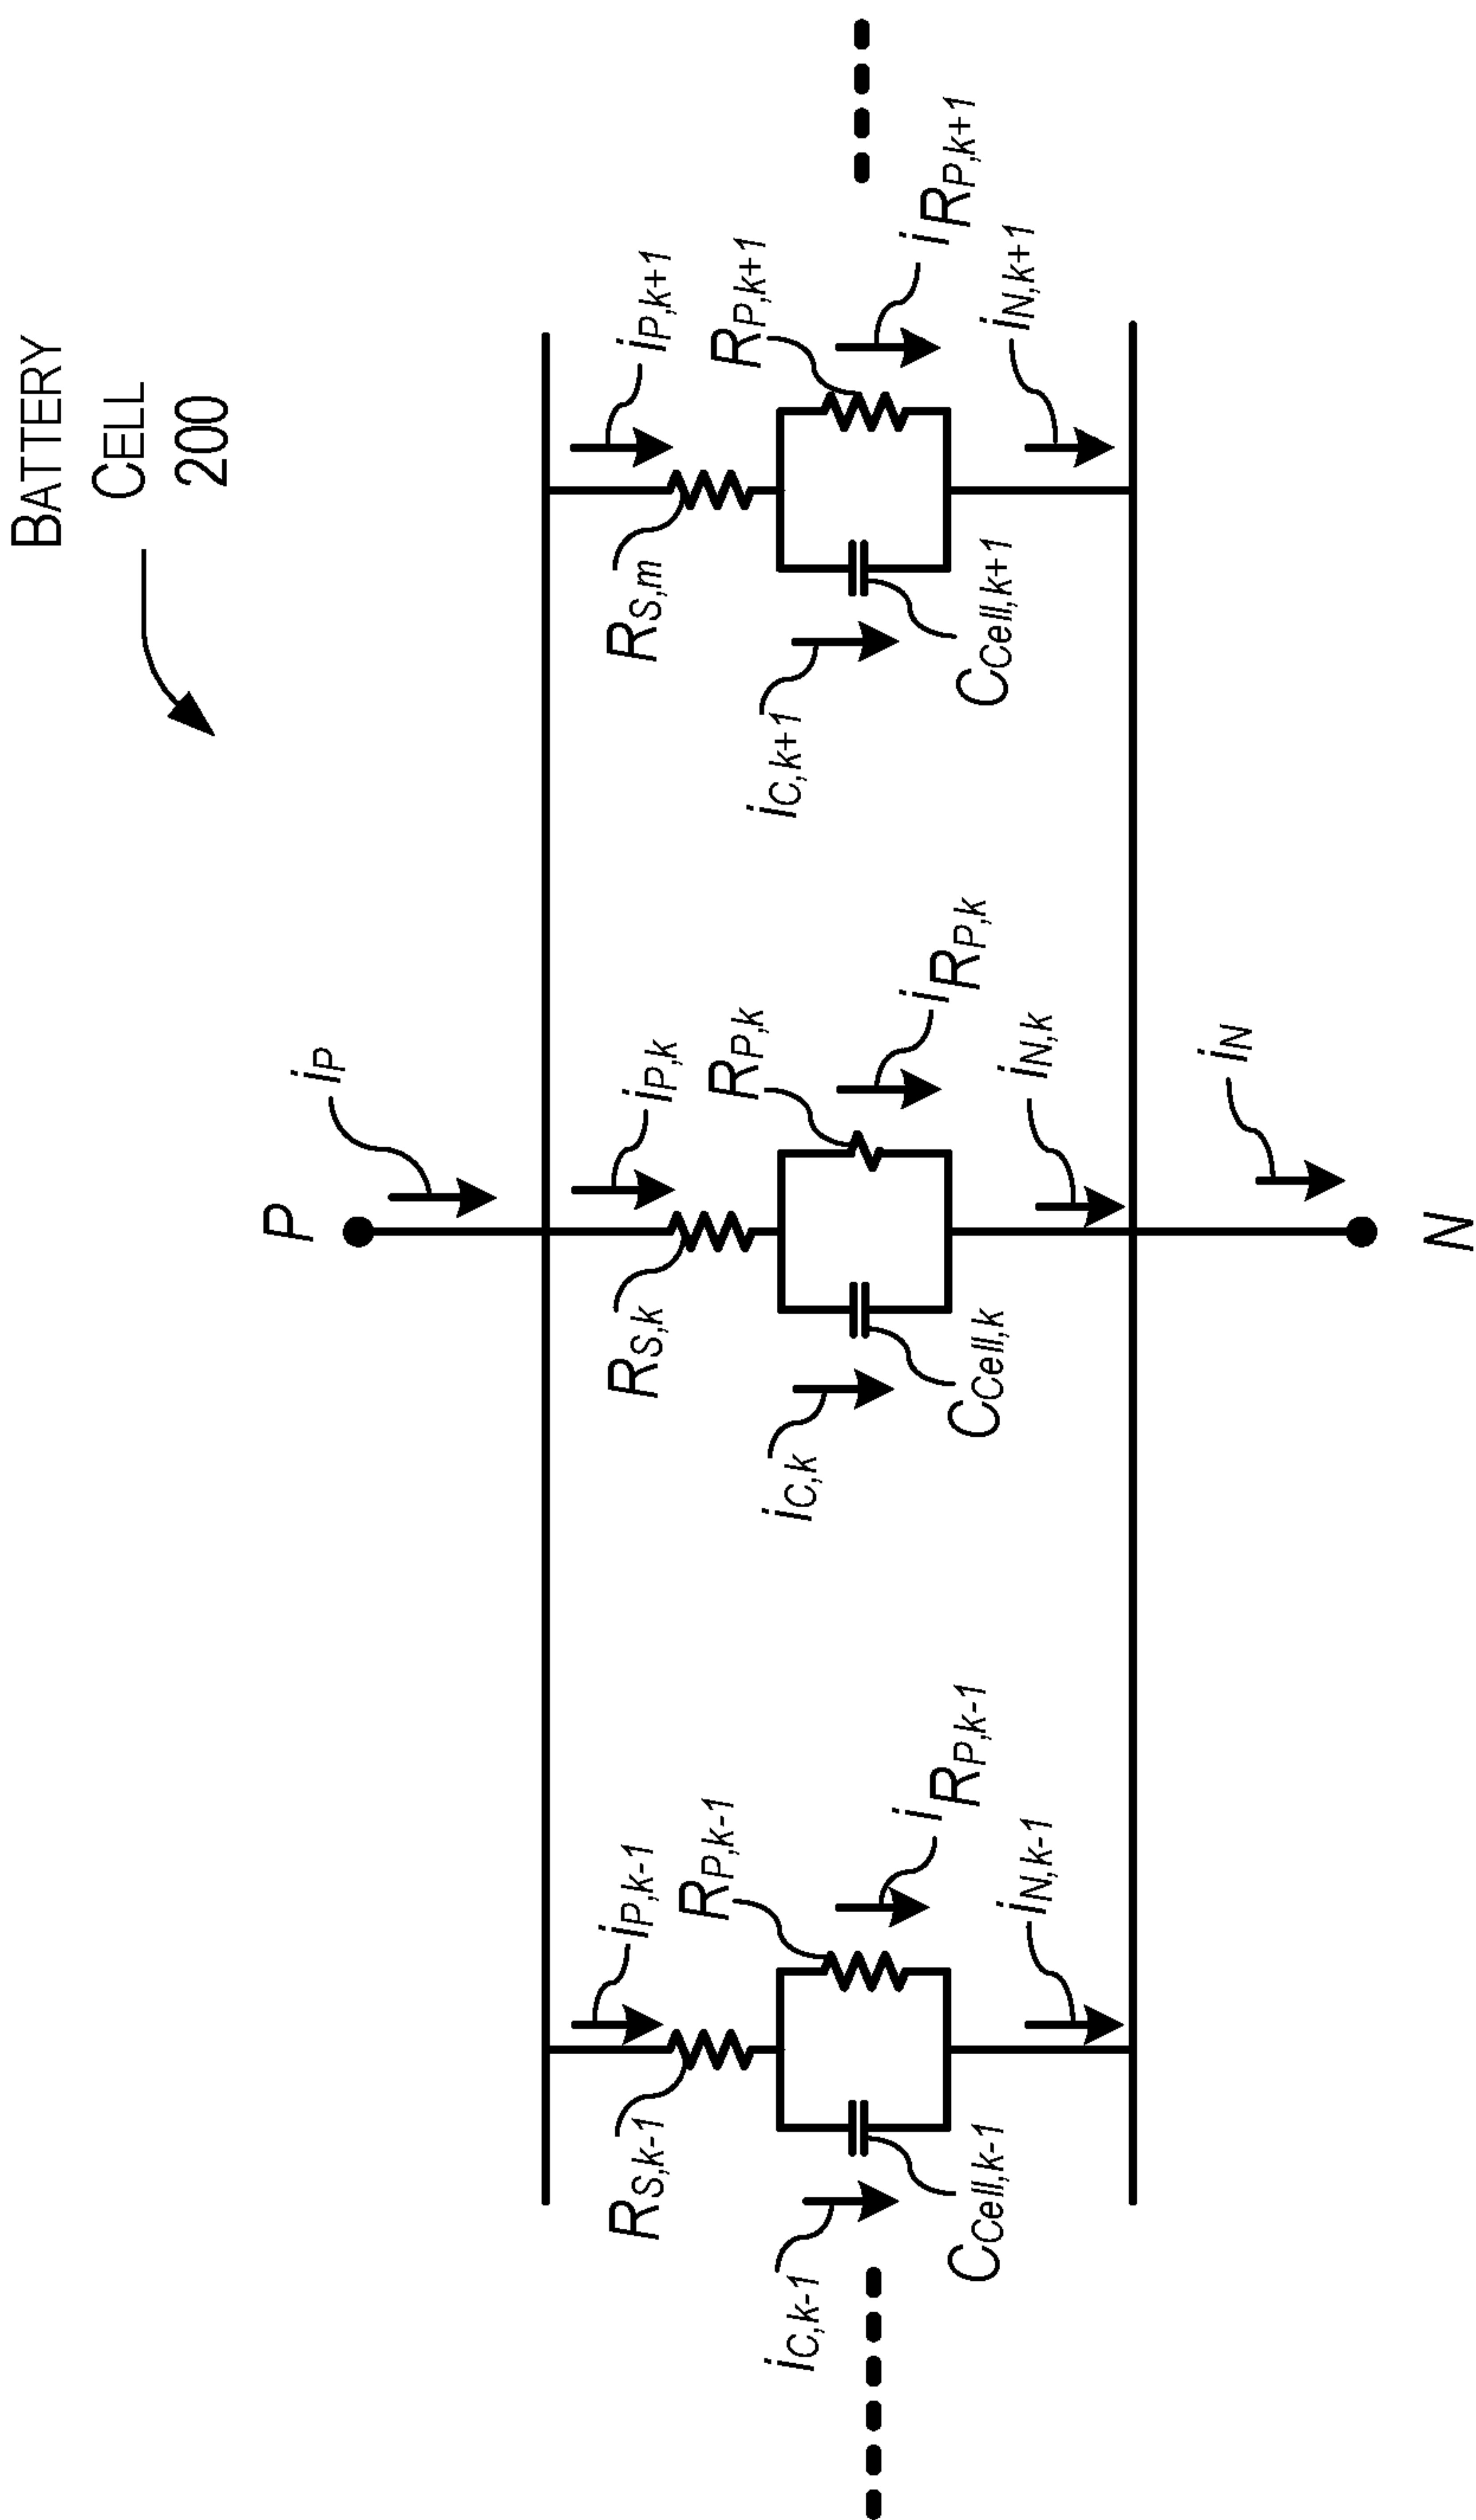 BATTERY
CELL
200
P
iP
iP,k-1
iP,k
iP,k+1
RS,k-1
RP,k-1
RS,k
RP,k
RS,m
RP,k+1
iC,k-1
iRP,k-1
iC,k
iRP,k
iC,k+1
iRP,k+1
CCell,k-1
iN,k-1
CCell,k
iN,k
CCell,k+1
iN,k+1
iN
N